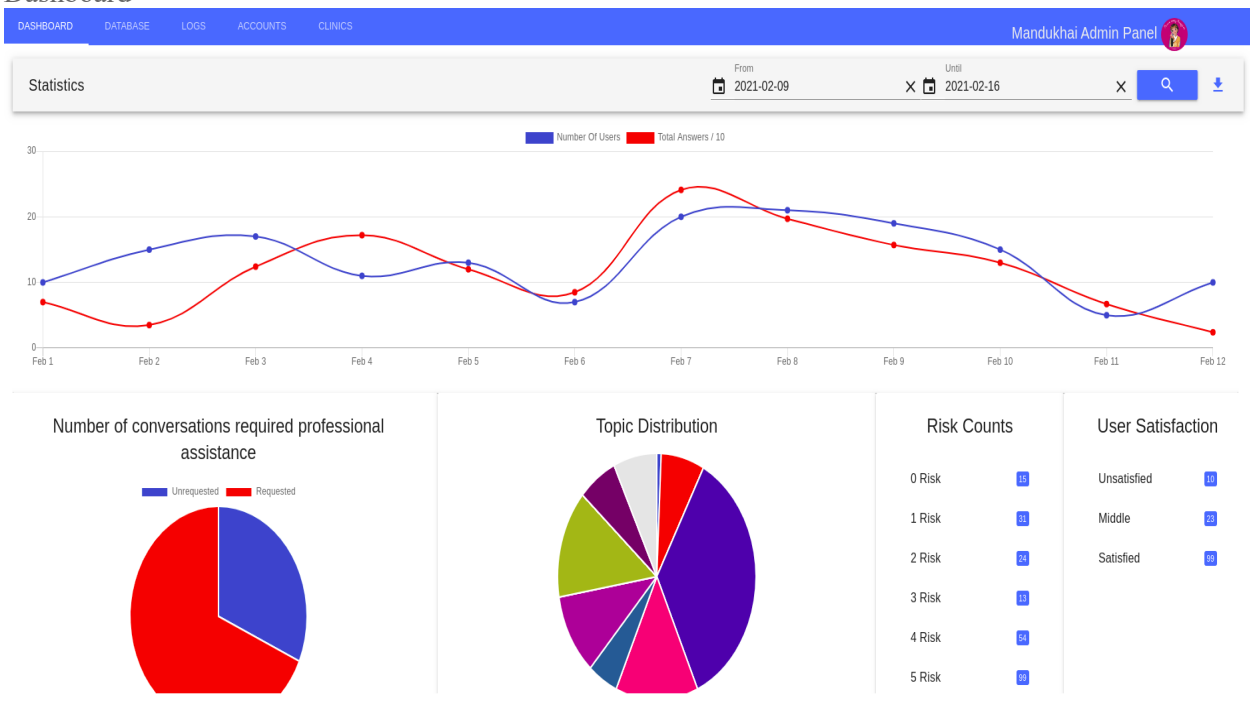 Dashboard
DASHBOARD DATABASE LOGS ACCOUNTS CLINICS
Mandukhai Admin Panel
Statistics
From
2021-02-09
Until
2021-02-16
Number Of Users Total Answers / 10
30
20
10
0
Feb 1 Feb 2 Feb 3 Feb 4 Feb 5 Feb 6 Feb 7 Feb 8 Feb 9 Feb 10 Feb 11 Feb 12
Number of conversations required professional
assistance
Unrequested Requested
Topic Distribution
Risk Counts
0 Risk 15
1 Risk 31
2 Risk 24
3 Risk 13
4 Risk 54
5 Risk 99
User Satisfaction
Unsatisfied 10
Middle 23
Satisfied 99